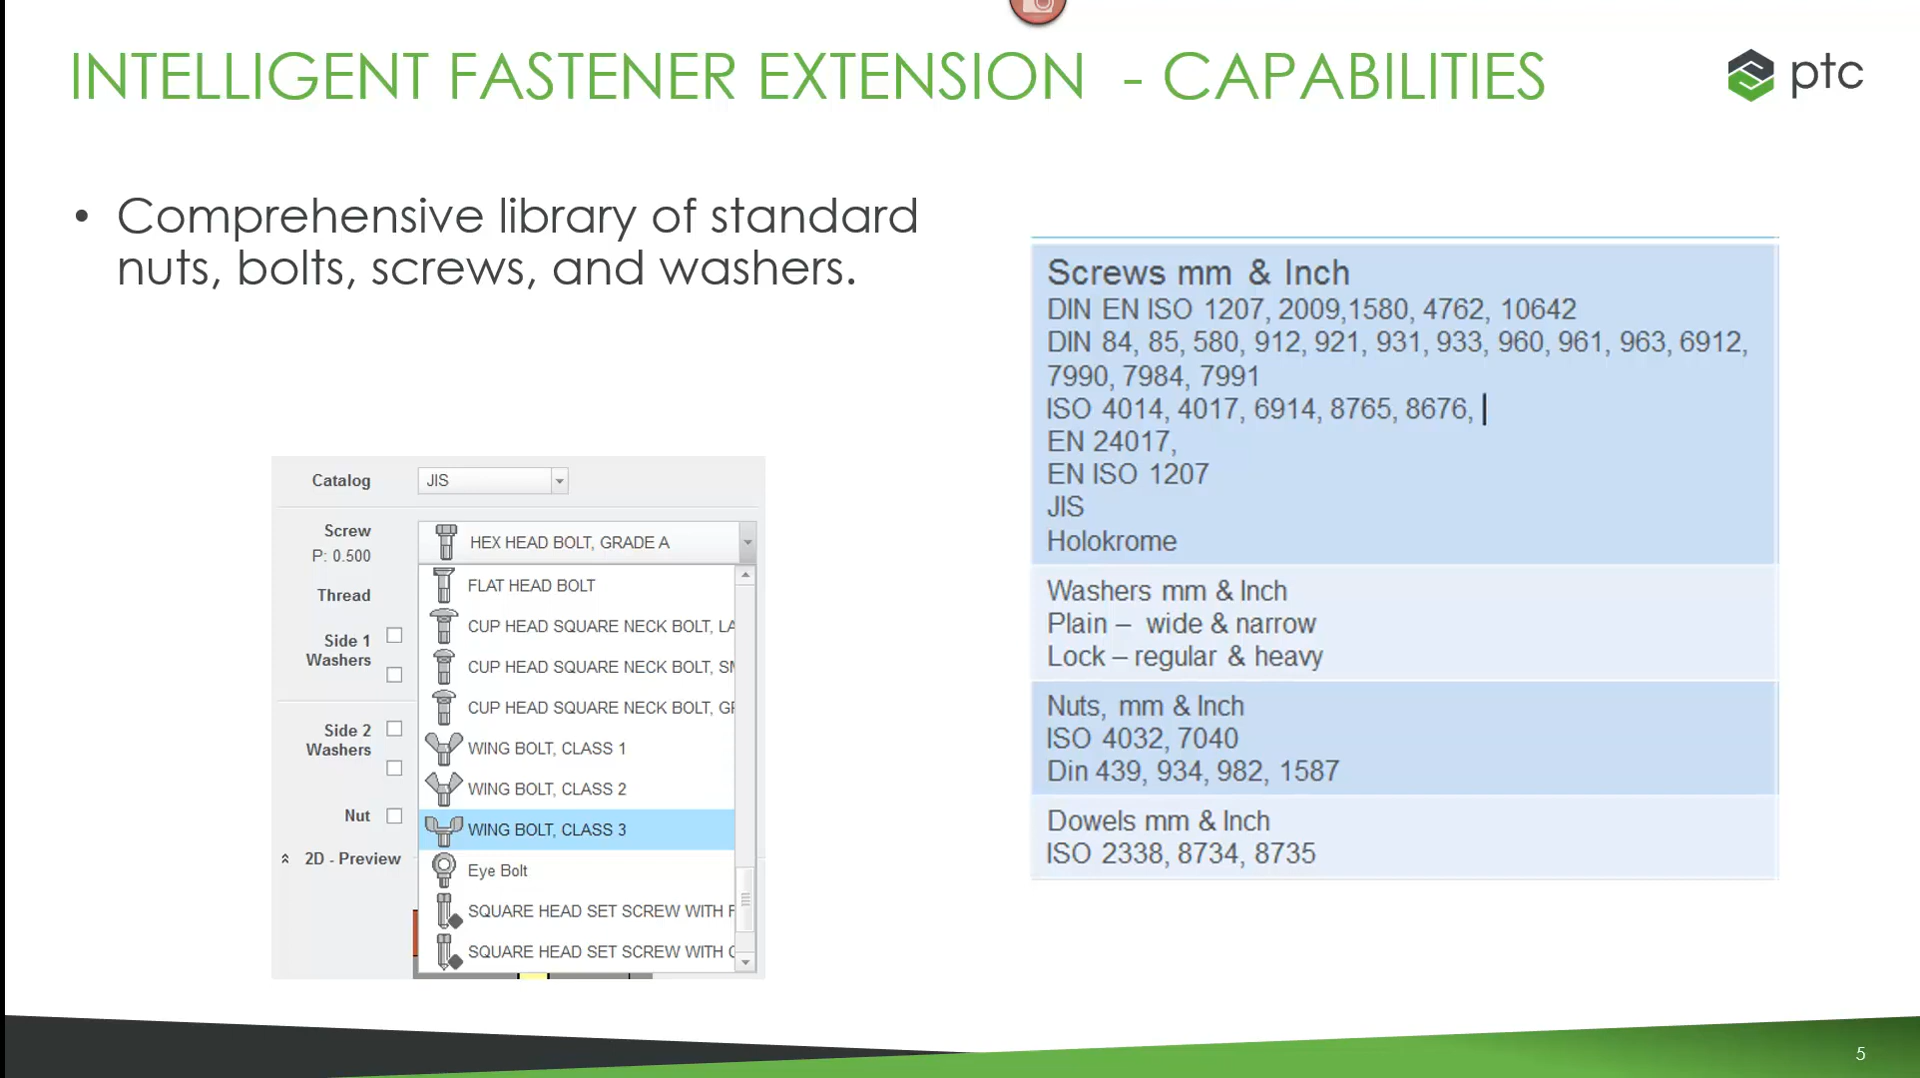 INTELLIGENT FASTENER EXTENSION - CAPABILITIES
ptc
• Comprehensive library of standard
nuts, bolts, screws, and washers.
Catalog JIS
Screw HEX HEAD BOLT, GRADE A
P: 0.500
FLAT HEAD BOLT
Thread
CUP HEAD SQUARE NECK BOLT, LA
Side 1
Washers
CUP HEAD SQUARE NECK BOLT, SM
CUP HEAD SQUARE NECK BOLT, GR
Side 2
Washers
WING BOLT, CLASS 1
WING BOLT, CLASS 2
Nut
WING BOLT, CLASS 3
2D - Preview
Eye Bolt
SQUARE HEAD SET SCREW WITH F
SQUARE HEAD SET SCREW WITH C
Screws mm & Inch
DIN EN ISO 1207, 2009,1580, 4762, 10642
DIN 84, 85, 580, 912, 921, 931, 933, 960, 961, 963, 6912,
7990, 7984, 7991
ISO 4014, 4017, 6914, 8765, 8676,
EN 24017,
EN ISO 1207
JIS
Holokrome
Washers mm & Inch
Plain – wide & narrow
Lock – regular & heavy
Nuts, mm & Inch
ISO 4032, 7040
Din 439, 934, 982, 1587
Dowels mm & Inch
ISO 2338, 8734, 8735
5